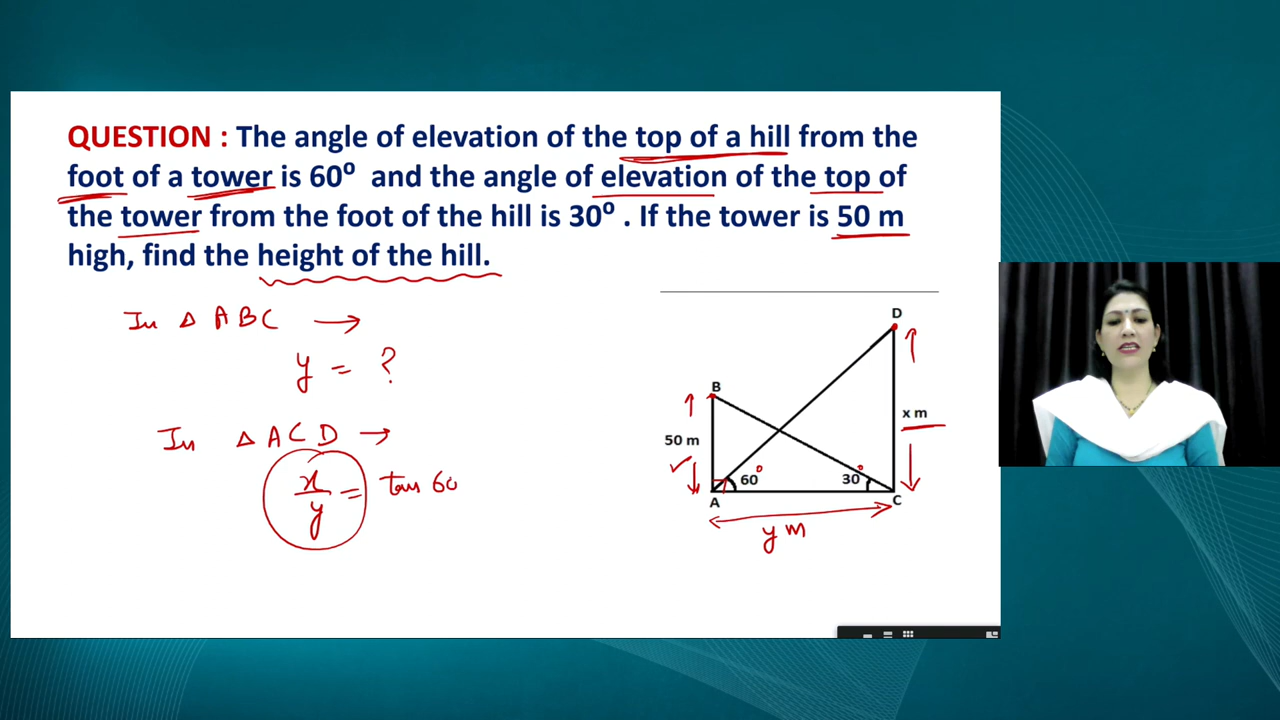 QUESTION : The angle of elevation of the top of a hill from the
foot of a tower is 60⁰ and the angle of elevation of the top of
the tower from the foot of the hill is 30⁰ . If the tower is 50 m
high, find the height of the hill.
In Δ ABC →
y = ?
In Δ ACD →
x/y = tan 60
D
B
x m
50 m
60°
30°
A
C
y m